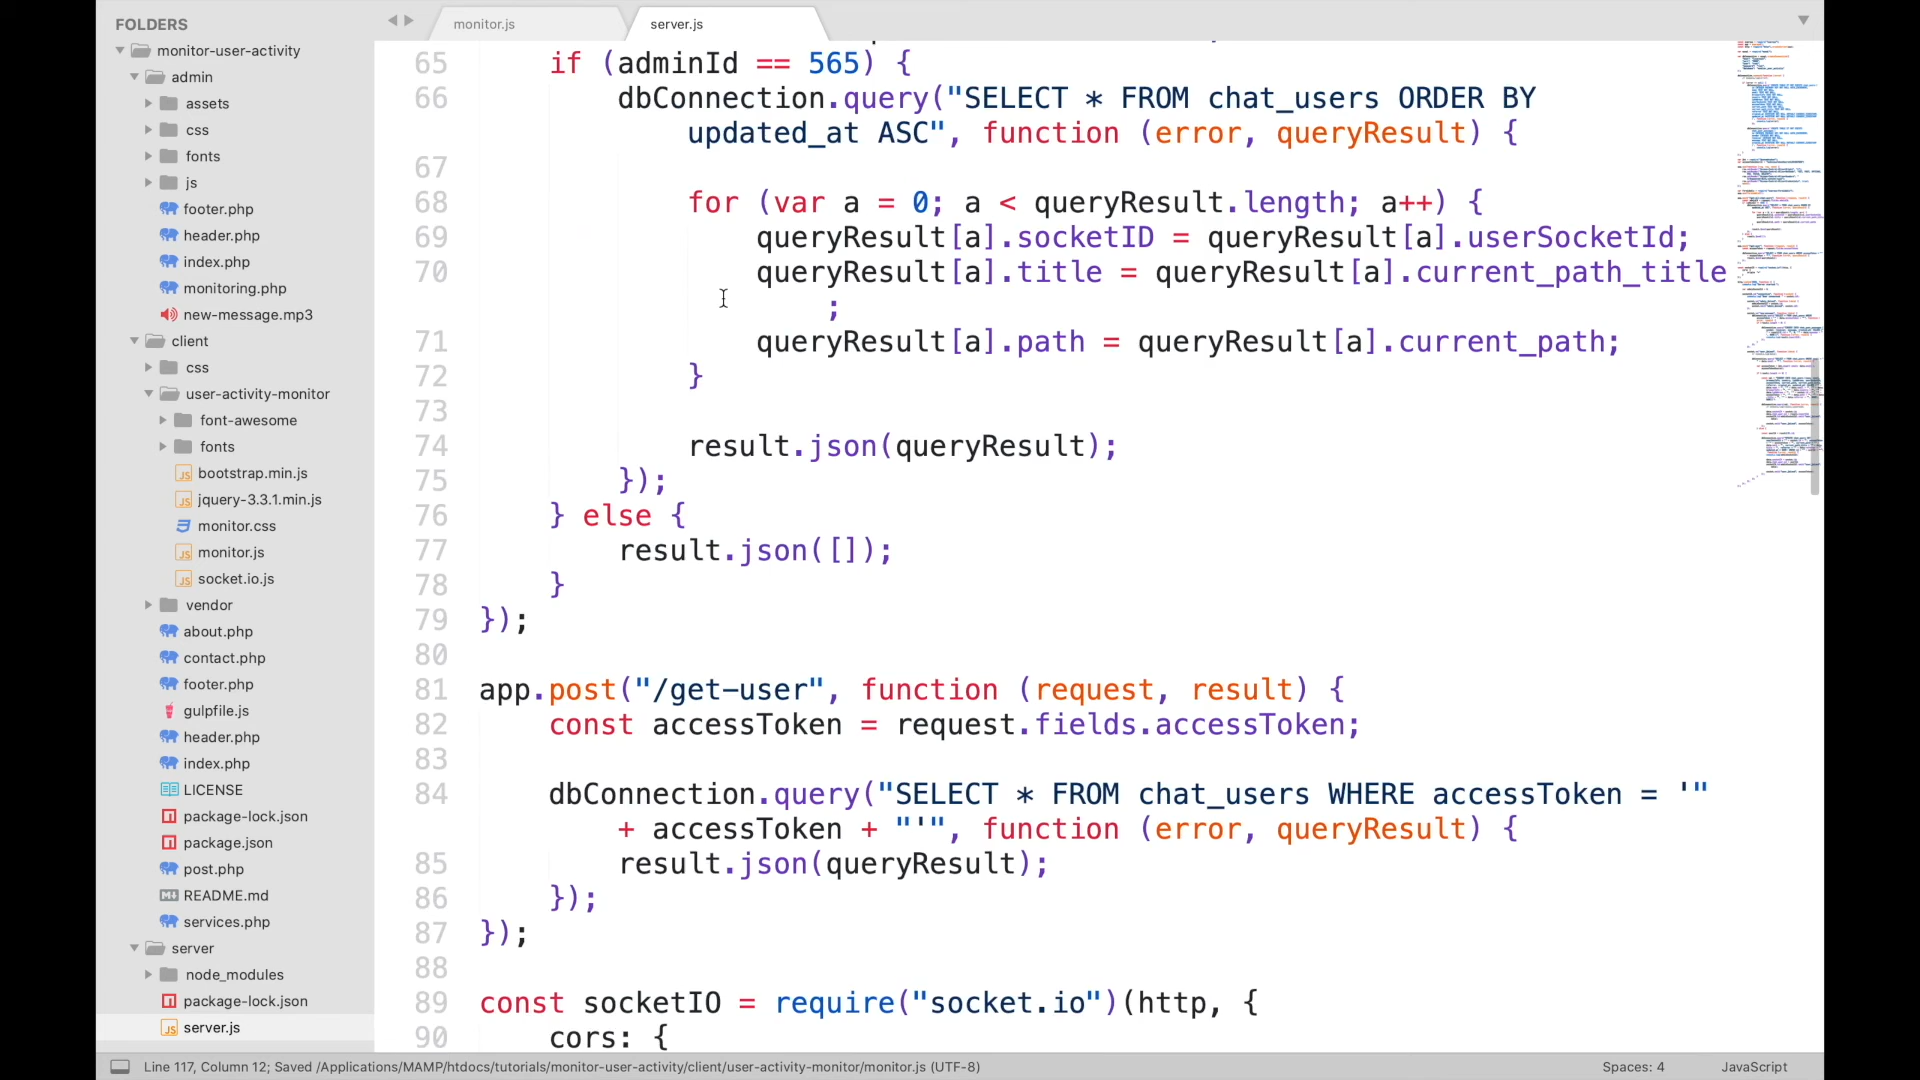 FOLDERS
monitor-user-activity
admin
assets
css
fonts
js
footer.php
header.php
index.php
monitoring.php
new-message.mp3
client
css
user-activity-monitor
font-awesome
fonts
bootstrap.min.js
jquery-3.3.1.min.js
monitor.css
monitor.js
socket.io.js
vendor
about.php
contact.php
footer.php
gulpfile.js
header.php
index.php
LICENSE
package-lock.json
package.json
post.php
README.md
services.php
server
node_modules
package-lock.json
server.js
monitor.js
server.js
65 if (adminId == 565) {
66 dbConnection.query("SELECT * FROM chat_users ORDER BY
updated_at ASC", function (error, queryResult) {
67
68 for (var a = 0; a < queryResult.length; a++) {
69 queryResult[a].socketID = queryResult[a].userSocketId;
70 queryResult[a].title = queryResult[a].current_path_title
;
71 queryResult[a].path = queryResult[a].current_path;
72 }
73
74 result.json(queryResult);
75 });
76 } else {
77 result.json([]);
78 }
79 });
80
81 app.post("/get-user", function (request, result) {
82 const accessToken = request.fields.accessToken;
83
84 dbConnection.query("SELECT * FROM chat_users WHERE accessToken = '"
+ accessToken + "'", function (error, queryResult) {
85 result.json(queryResult);
86 });
87 });
88
89 const socketIO = require("socket.io")(http, {
90 cors: {
Line 117, Column 12; Saved /Applications/MAMP/htdocs/tutorials/monitor-user-activity/client/user-activity-monitor/monitor.js (UTF-8)
Spaces: 4
JavaScript